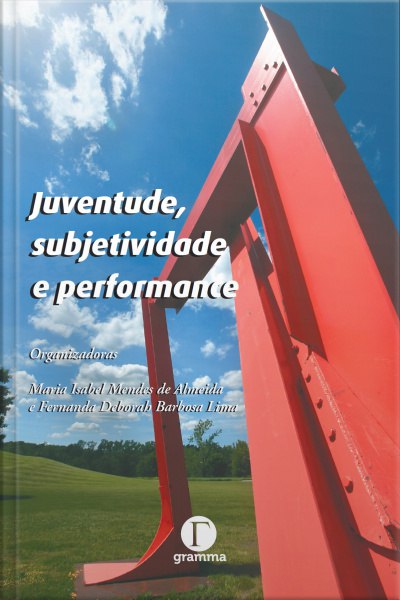 Juventude,
subjetividade
e performance
Organizadoras
Maria Isabel Mendes de Almeida
e Fernanda Deborah Barbosa Lima
Γ
gramma